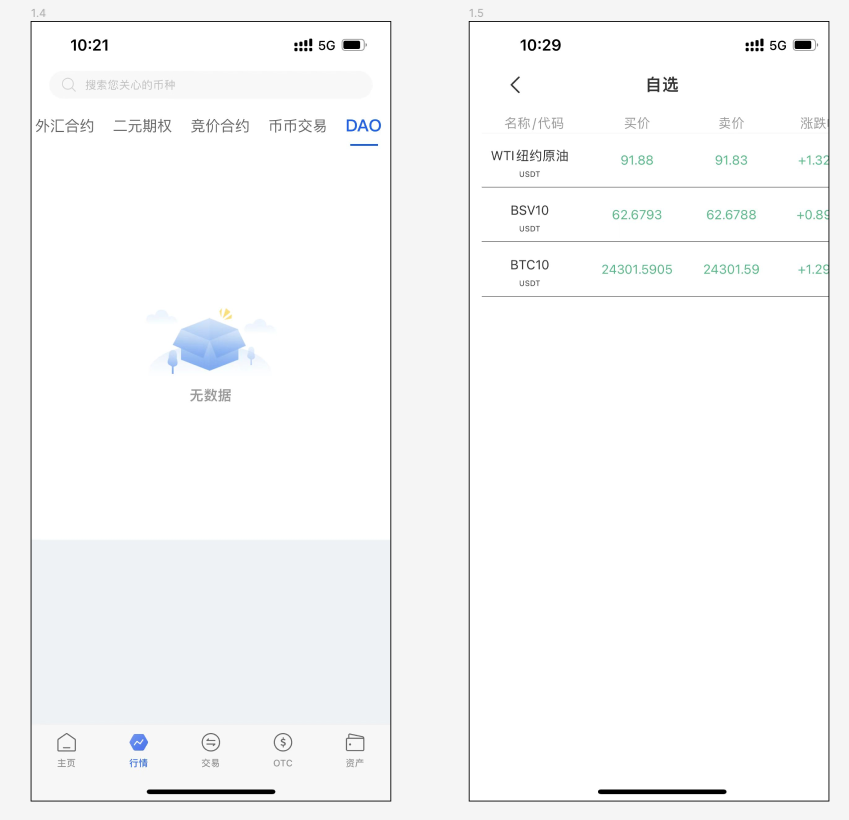 1.4
10:21
5G
搜索您关心的币种
外汇合约 二元期权 竞价合约 币币交易 DAO
无数据
主页 行情 交易 OTC 资产
1.5
10:29
5G
自选
名称/代码 买价 卖价 涨跌
WTI纽约原油 91.88 91.83 +1.32
USDT
BSV10 62.6793 62.6788 +0.89
USDT
BTC10 24301.5905 24301.59 +1.29
USDT